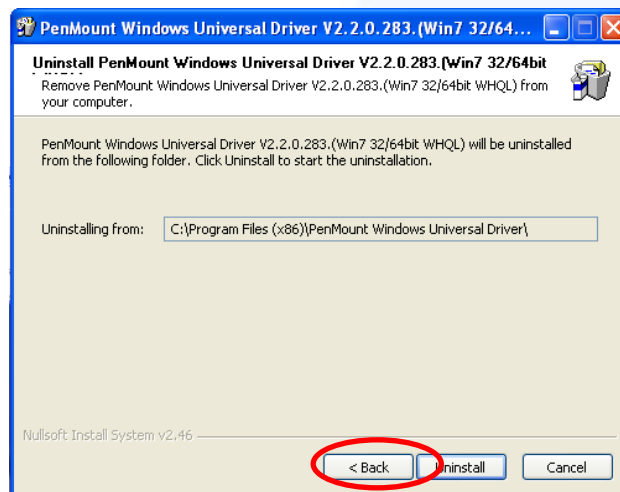 PenMount Windows Universal Driver V2.2.0.283.(Win7 32/64...
Uninstall PenMount Windows Universal Driver V2.2.0.283.(Win7 32/64bit
Remove PenMount Windows Universal Driver V2.2.0.283.(Win7 32/64bit WHQL) from
your computer.
PenMount Windows Universal Driver V2.2.0.283.(Win7 32/64bit WHQL) will be uninstalled
from the following folder. Click Uninstall to start the uninstallation.
Uninstalling from: C:\Program Files (x86)\PenMount Windows Universal Driver\
Nullsoft Install System v2.46
< Back Uninstall Cancel